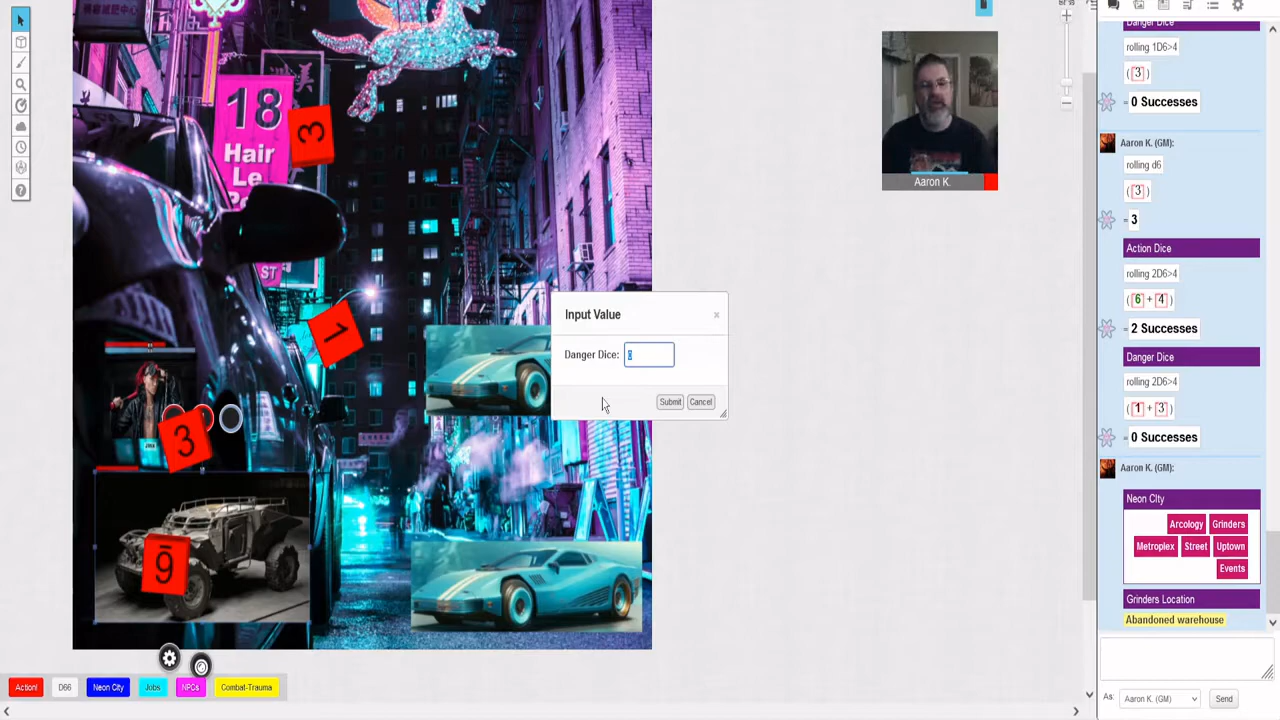 18
Hair
Le
ST
3
1
3
9
Input Value
×
Danger Dice:
0
Submit
Cancel
Aaron K.
Danger Dice
rolling 1D6>4
(3)
= 0 Successes
Aaron K. (GM):
rolling d6
(3)
= 3
Action Dice
rolling 2D6>4
(6 + 4)
= 2 Successes
Danger Dice
rolling 2D6>4
(1 + 3)
= 0 Successes
Aaron K. (GM):
Neon CIty
Arcology Grinders
Metroplex Street Uptown
Events
Grinders Location
Abandoned warehouse
As: Aaron K. (GM) Send
Action! D66 Neon City Jobs NPCs Combat-Trauma